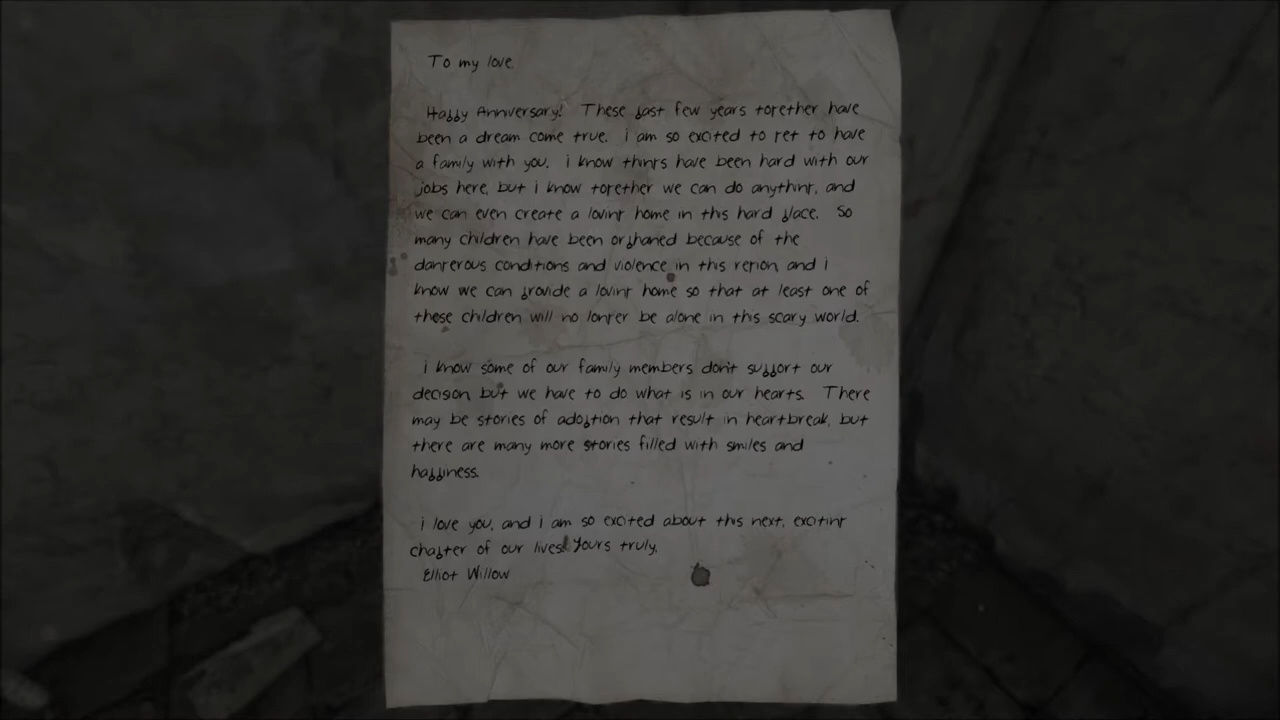 To my love,
Happy Anniversary! These past few years together have
been a dream come true. i am so excited to get to have
a family with you. i know things have been hard with our
jobs here, but i know together we can do anything, and
we can even create a loving home in this hard place. So
many children have been orphaned because of the
dangerous conditions and violence in this region and i
know we can provide a loving home so that at least one of
these children will no longer be alone in this scary world.
i know some of our family members don't support our
decision but we have to do what is in our hearts. There
may be stories of adoption that result in heartbreak, but
there are many more stories filled with smiles and
happiness.
i love you, and i am so excited about this next, exciting
chapter of our lives! Yours truly,
Elliot Willow